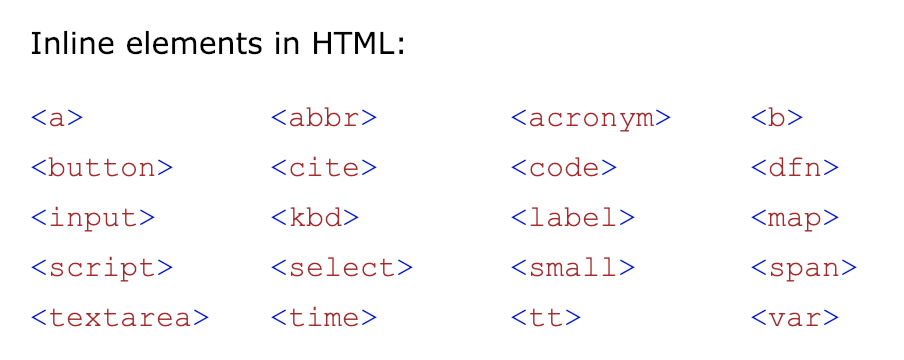 Inline elements in HTML:
<a> <abbr> <acronym> <b>
<button> <cite> <code> <dfn>
<input> <kbd> <label> <map>
<script> <select> <small> <span>
<textarea> <time> <tt> <var>